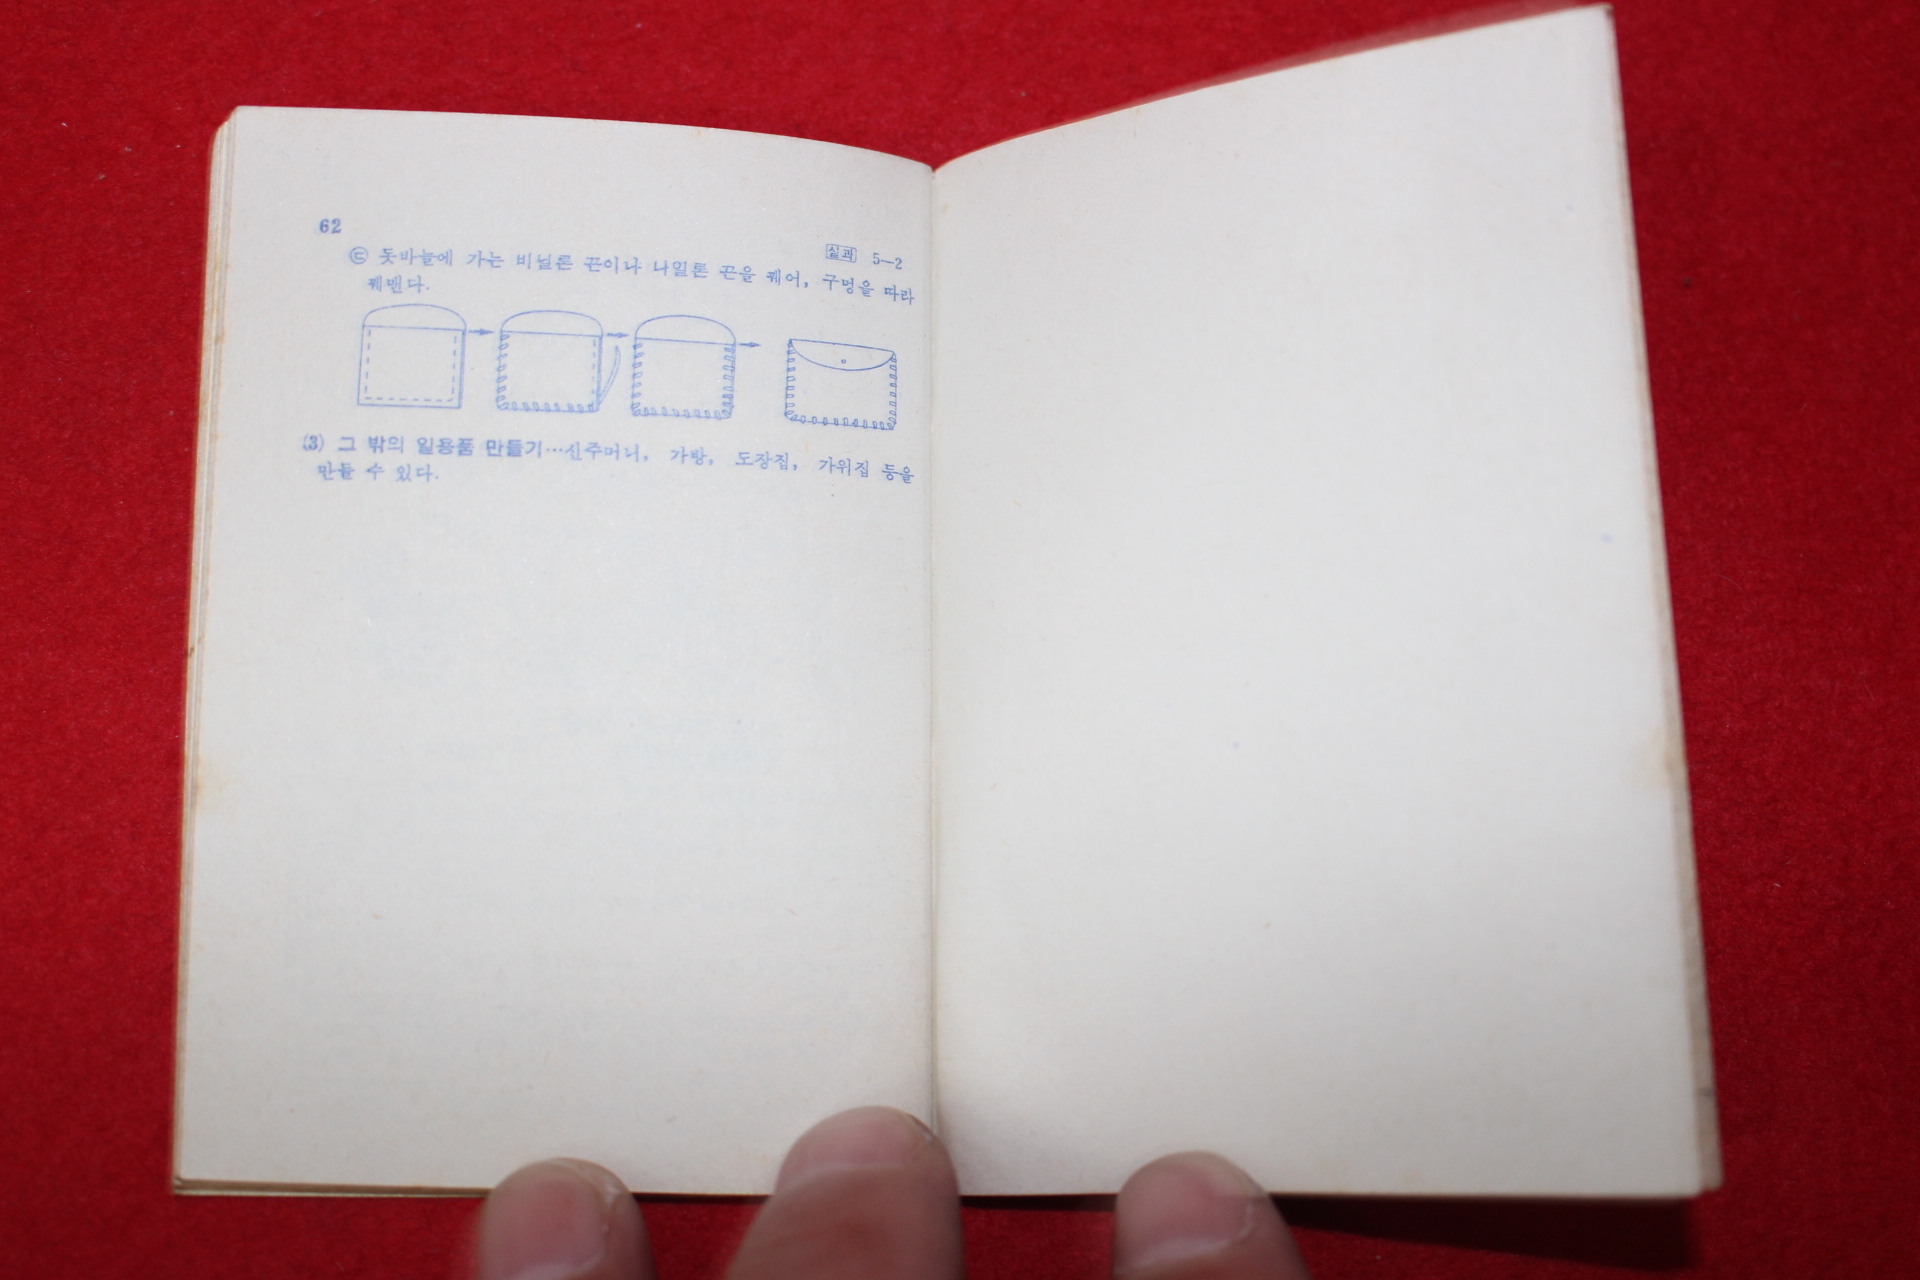 62
실과 5—2
㉢ 돗바늘에 가는 비닐론 끈이나 나일론 끈을 꿰어, 구멍을 따라
꿰맨다.
(3) 그 밖의 일용품 만들기…신주머니, 가방, 도장집, 가위집 등을
만들 수 있다.